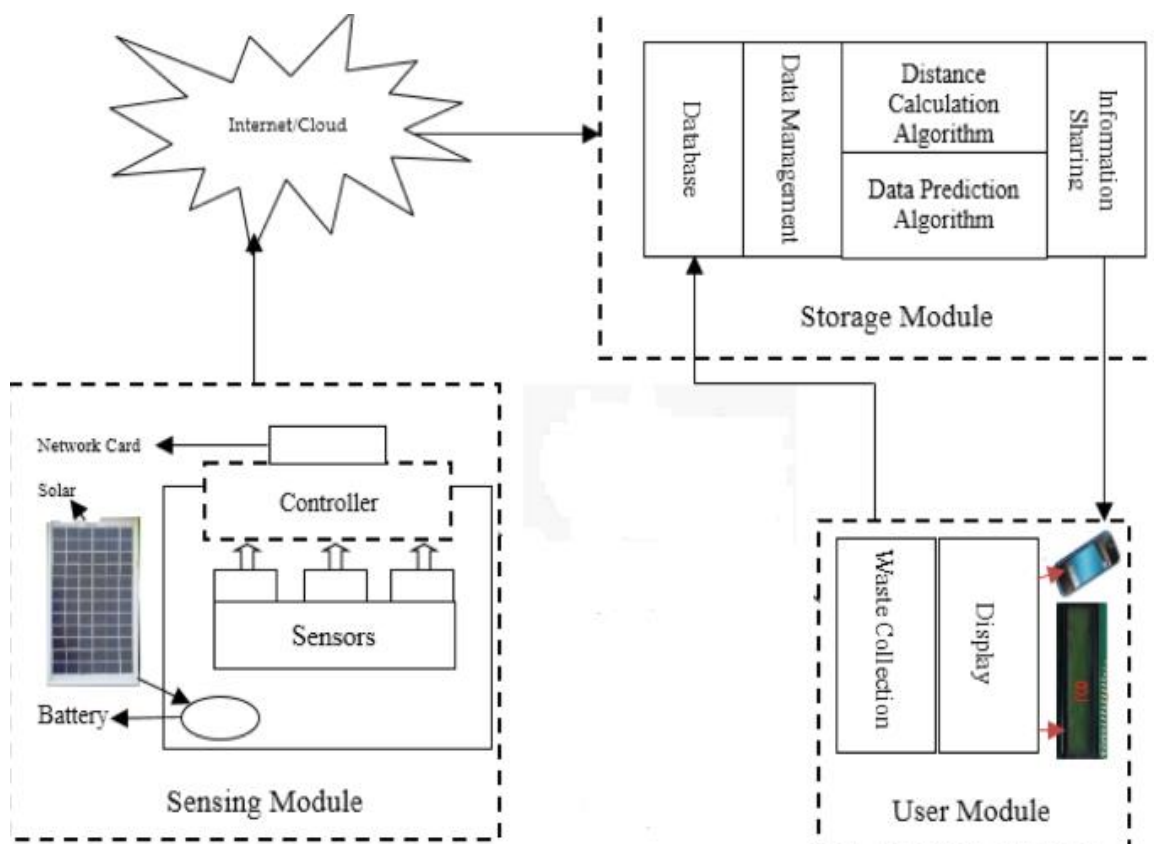 Internet/Cloud
Database
Data Management
Distance
Calculation
Algorithm
Data Prediction
Algorithm
Information
Sharing
Storage Module
Network Card
Solar
Controller
Sensors
Battery
Sensing Module
Waste Collection
Display
User Module